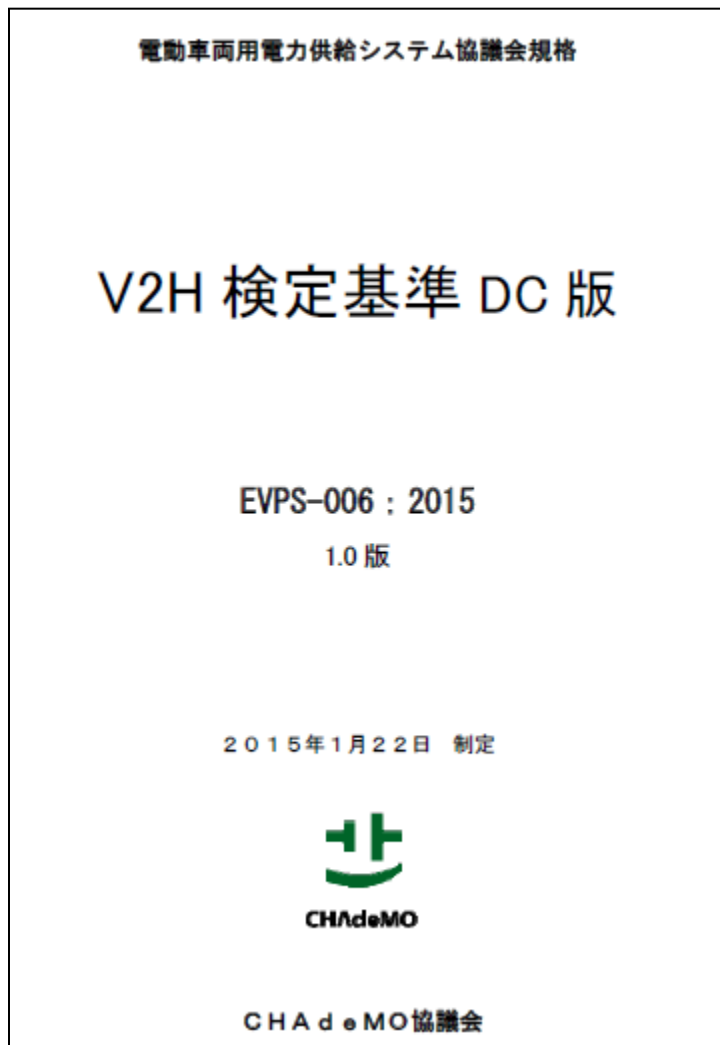 電動車両用電力供給システム協議会規格
V2H 検定基準 DC 版
EVPS-006：2015
1.0 版
２０１５年１月２２日　制定
CHAdeMO
ＣＨＡｄｅＭＯ協議会